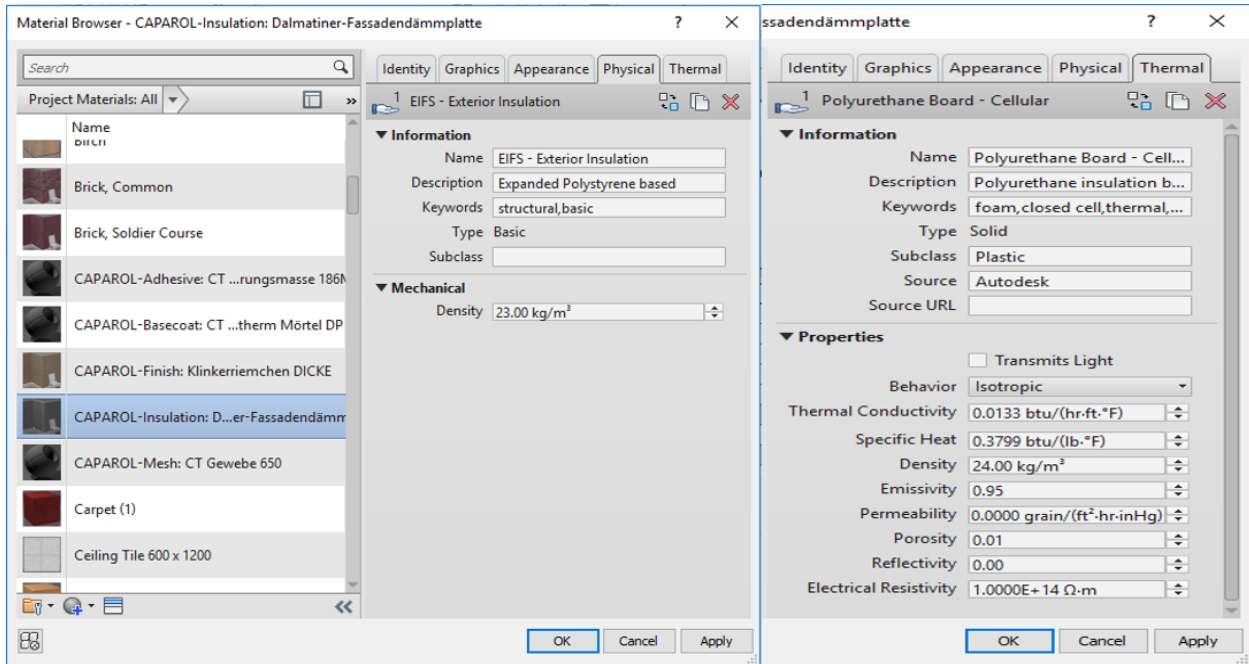 Material Browser - CAPAROL-Insulation: Dalmatiner-Fassadendämmplatte ? ×
Search
Project Materials: All »
Name
Birch
Brick, Common
Brick, Soldier Course
CAPAROL-Adhesive: CT ...rungsmasse 186M
CAPAROL-Basecoat: CT ...therm Mörtel DP
CAPAROL-Finish: Klinkerriemchen DICKE
CAPAROL-Insulation: D...er-Fassadendämm
CAPAROL-Mesh: CT Gewebe 650
Carpet (1)
Ceiling Tile 600 x 1200
Identity Graphics Appearance Physical Thermal
1 EIFS - Exterior Insulation
Information
Name EIFS - Exterior Insulation
Description Expanded Polystyrene based
Keywords structural,basic
Type Basic
Subclass
Mechanical
Density 23.00 kg/m³
OK Cancel Apply
ssadendämmplatte ? ×
Identity Graphics Appearance Physical Thermal
1 Polyurethane Board - Cellular
Information
Name Polyurethane Board - Cell...
Description Polyurethane insulation b...
Keywords foam,closed cell,thermal,...
Type Solid
Subclass Plastic
Source Autodesk
Source URL
Properties
Transmits Light
Behavior Isotropic
Thermal Conductivity 0.0133 btu/(hr·ft·°F)
Specific Heat 0.3799 btu/(lb·°F)
Density 24.00 kg/m³
Emissivity 0.95
Permeability 0.0000 grain/(ft²·hr·inHg)
Porosity 0.01
Reflectivity 0.00
Electrical Resistivity 1.0000E+14 Ω·m
OK Cancel Apply